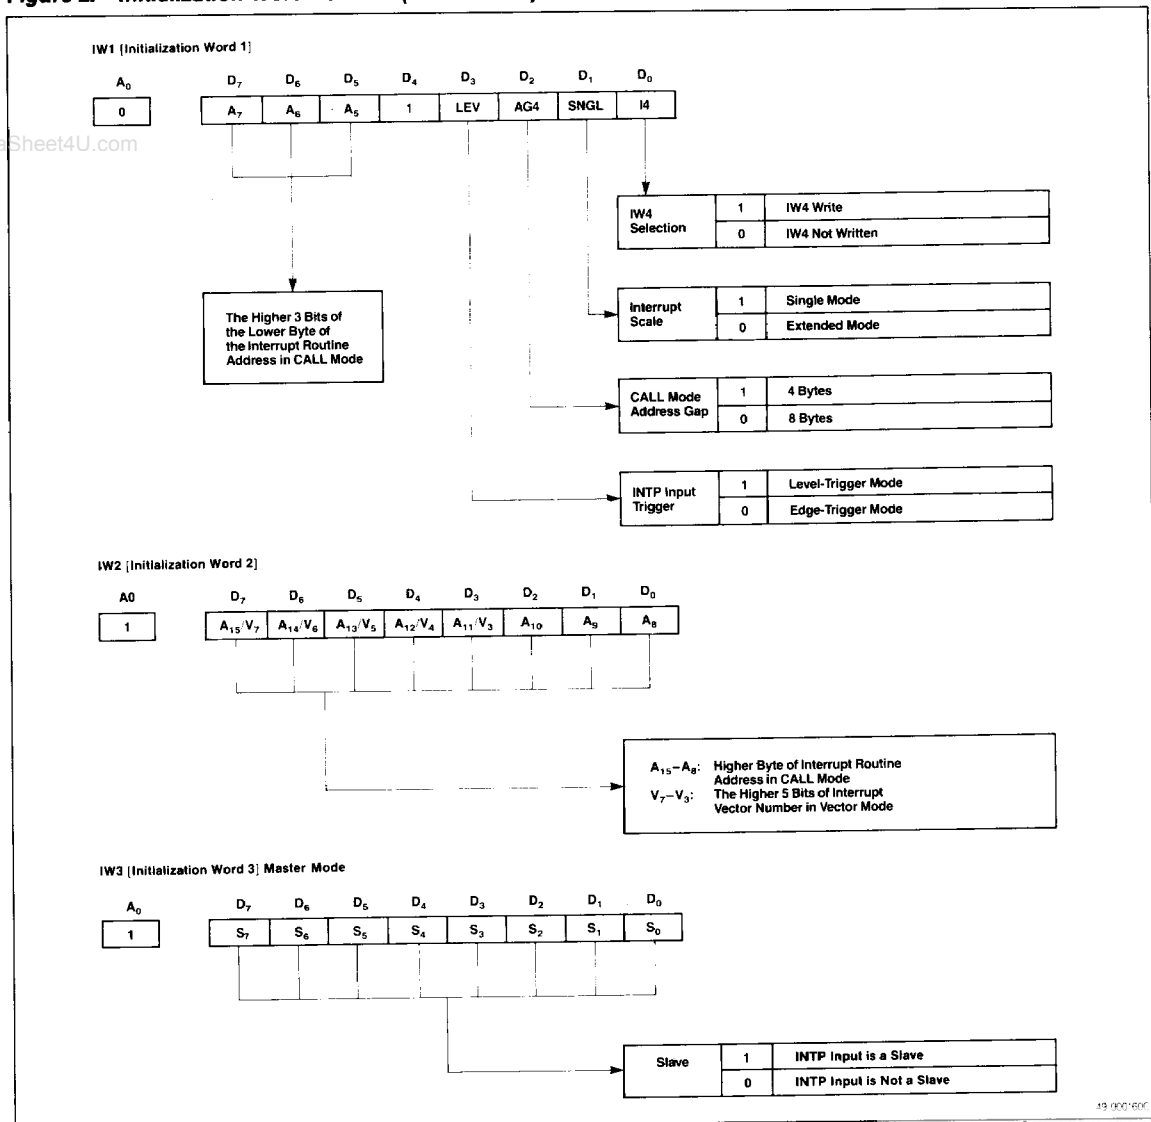 IW1 [Initialization Word 1]
A0 D7 D6 D5 D4 D3 D2 D1 D0
0 A7 A6 A5 1 LEV AG4 SNGL I4
Sheet4U.com
IW4 Selection
1 IW4 Write
0 IW4 Not Written
Interrupt Scale
1 Single Mode
0 Extended Mode
The Higher 3 Bits of
the Lower Byte of
the Interrupt Routine
Address in CALL Mode
CALL Mode Address Gap
1 4 Bytes
0 8 Bytes
INTP Input Trigger
1 Level-Trigger Mode
0 Edge-Trigger Mode
IW2 [Initialization Word 2]
A0 D7 D6 D5 D4 D3 D2 D1 D0
1 A15/V7 A14/V6 A13/V5 A12/V4 A11/V3 A10 A9 A8
A15–A8: Higher Byte of Interrupt Routine
Address in CALL Mode
V7–V3: The Higher 5 Bits of Interrupt
Vector Number in Vector Mode
IW3 [Initialization Word 3] Master Mode
A0 D7 D6 D5 D4 D3 D2 D1 D0
1 S7 S6 S5 S4 S3 S2 S1 S0
Slave
1 INTP Input is a Slave
0 INTP Input is Not a Slave